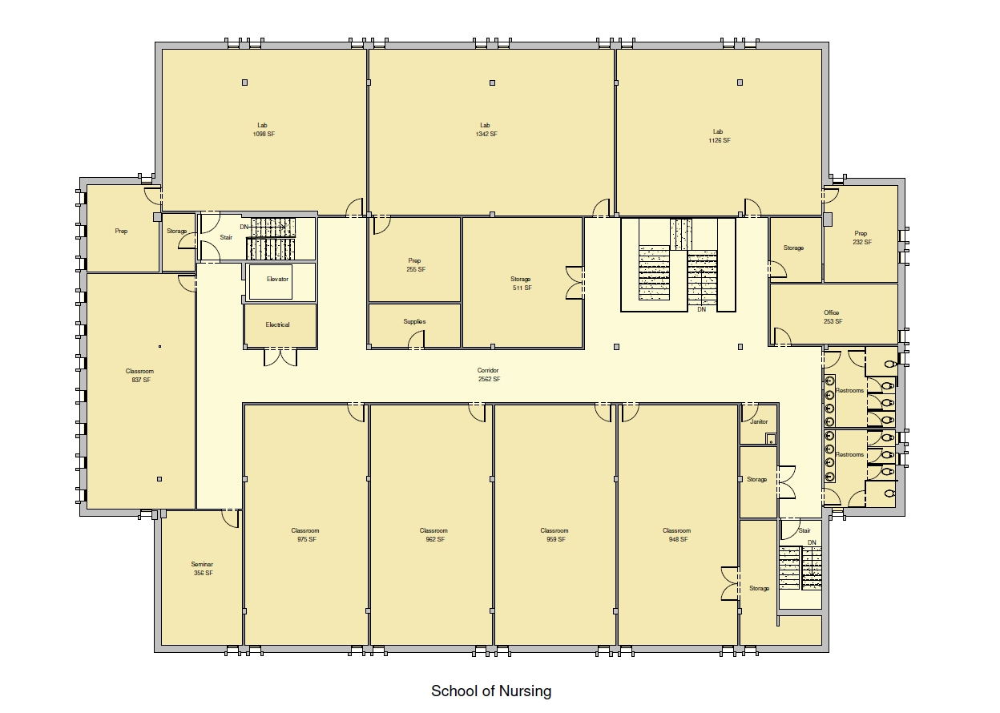 Lab
1098 SF
Lab
1342 SF
Lab
1126 SF
Prep
Storage
Stair
DN
Elevator
Electrical
Prep
255 SF
Supplies
Storage
511 SF
DN
Storage
Prep
232 SF
Office
253 SF
Classroom
837 SF
Corridor
2562 SF
Restrooms
Restrooms
Janitor
Storage
Stair
DN
Classroom
975 SF
Classroom
962 SF
Classroom
959 SF
Classroom
948 SF
Seminar
356 SF
Storage
School of Nursing